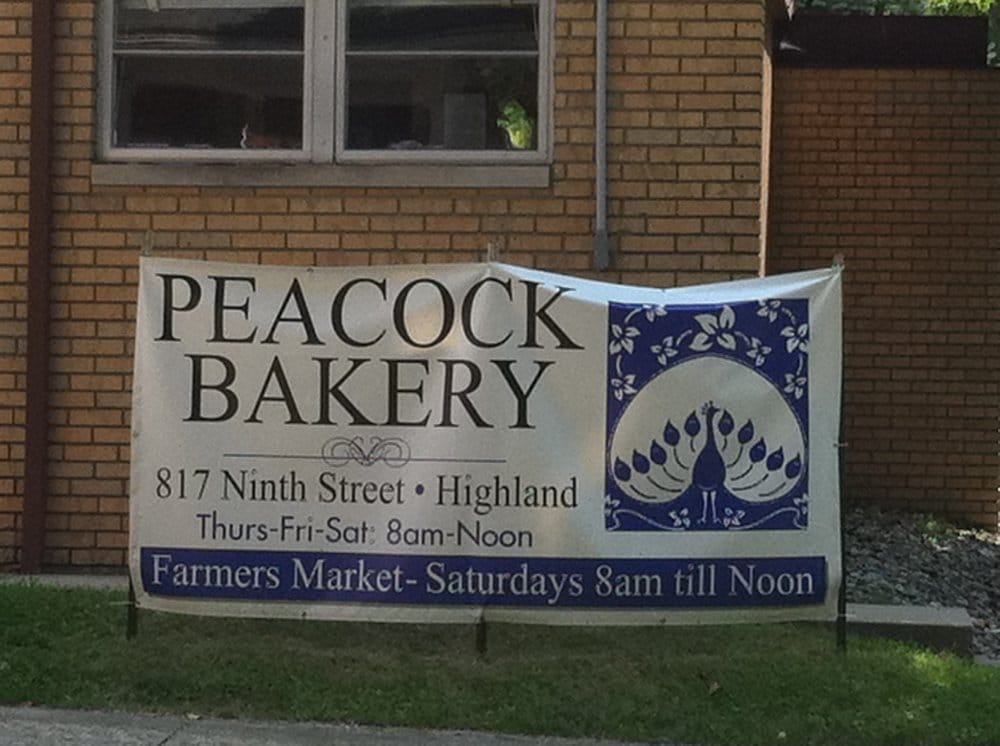 PEACOCK
BAKERY
817 Ninth Street • Highland
Thurs-Fri-Sat: 8am-Noon
Farmers Market- Saturdays 8am till Noon